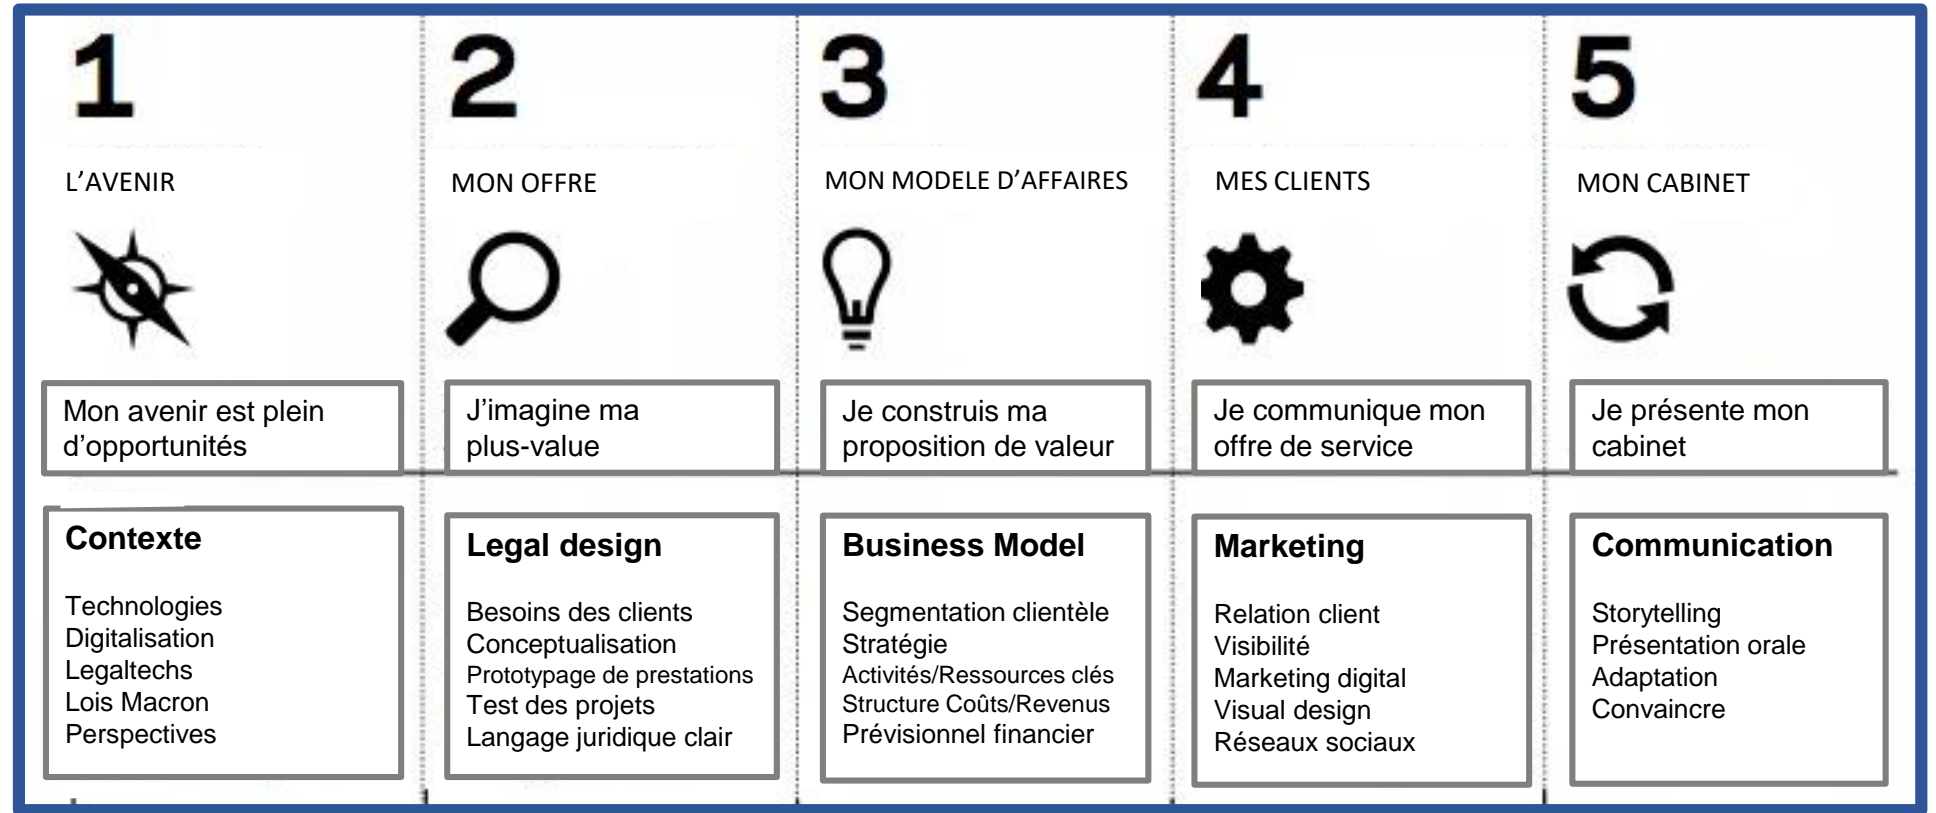 1
L’AVENIR
Mon avenir est plein
d’opportunités
Contexte
Technologies
Digitalisation
Legaltechs
Lois Macron
Perspectives
2
MON OFFRE
J’imagine ma
plus-value
Legal design
Besoins des clients
Conceptualisation
Prototypage de prestations
Test des projets
Langage juridique clair
3
MON MODELE D’AFFAIRES
Je construis ma
proposition de valeur
Business Model
Segmentation clientèle
Stratégie
Activités/Ressources clés
Structure Coûts/Revenus
Prévisionnel financier
4
MES CLIENTS
Je communique mon
offre de service
Marketing
Relation client
Visibilité
Marketing digital
Visual design
Réseaux sociaux
5
MON CABINET
Je présente mon
cabinet
Communication
Storytelling
Présentation orale
Adaptation
Convaincre